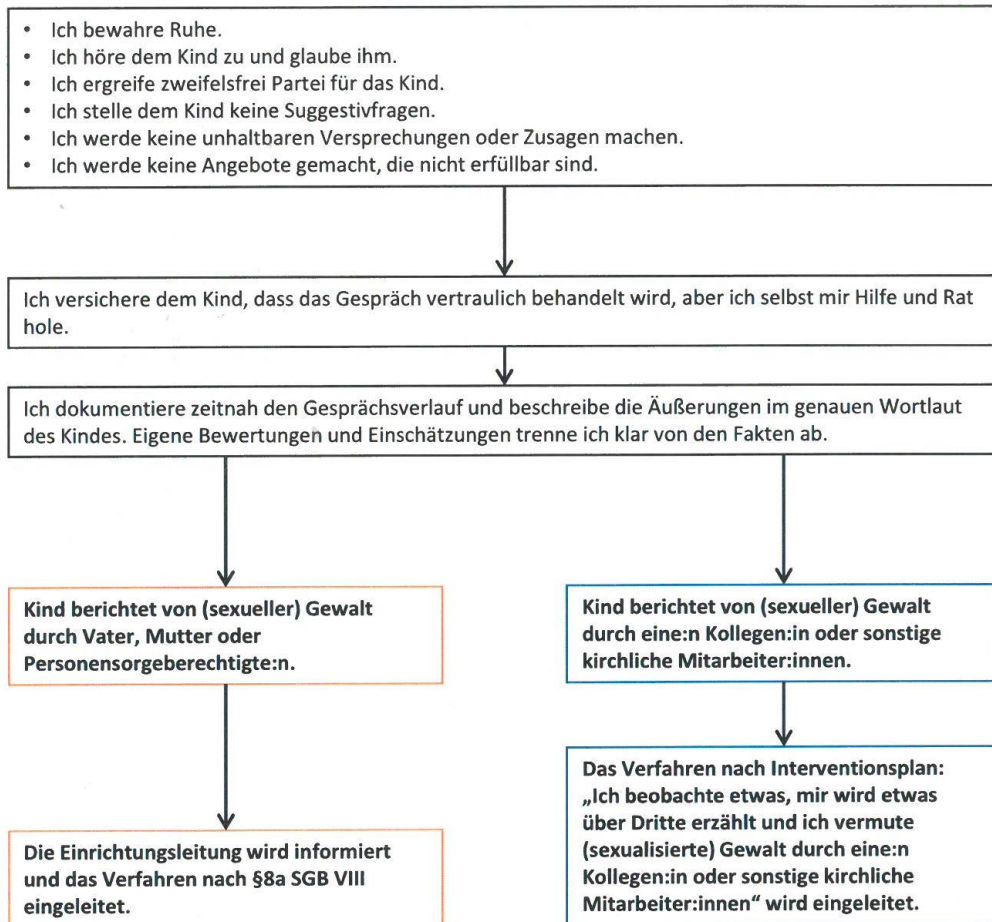 • Ich bewahre Ruhe.
• Ich höre dem Kind zu und glaube ihm.
• Ich ergreife zweifelsfrei Partei für das Kind.
• Ich stelle dem Kind keine Suggestivfragen.
• Ich werde keine unhaltbaren Versprechungen oder Zusagen machen.
• Ich werde keine Angebote gemacht, die nicht erfüllbar sind.
Ich versichere dem Kind, dass das Gespräch vertraulich behandelt wird, aber ich selbst mir Hilfe und Rat
hole.
Ich dokumentiere zeitnah den Gesprächsverlauf und beschreibe die Äußerungen im genauen Wortlaut
des Kindes. Eigene Bewertungen und Einschätzungen trenne ich klar von den Fakten ab.
Kind berichtet von (sexueller) Gewalt
durch Vater, Mutter oder
Personensorgeberechtigte:n.
Die Einrichtungsleitung wird informiert
und das Verfahren nach §8a SGB VIII
eingeleitet.
Kind berichtet von (sexueller) Gewalt
durch eine:n Kollegen:in oder sonstige
kirchliche Mitarbeiter:innen.
Das Verfahren nach Interventionsplan:
„Ich beobachte etwas, mir wird etwas
über Dritte erzählt und ich vermute
(sexualisierte) Gewalt durch eine:n
Kollegen:in oder sonstige kirchliche
Mitarbeiter:innen“ wird eingeleitet.